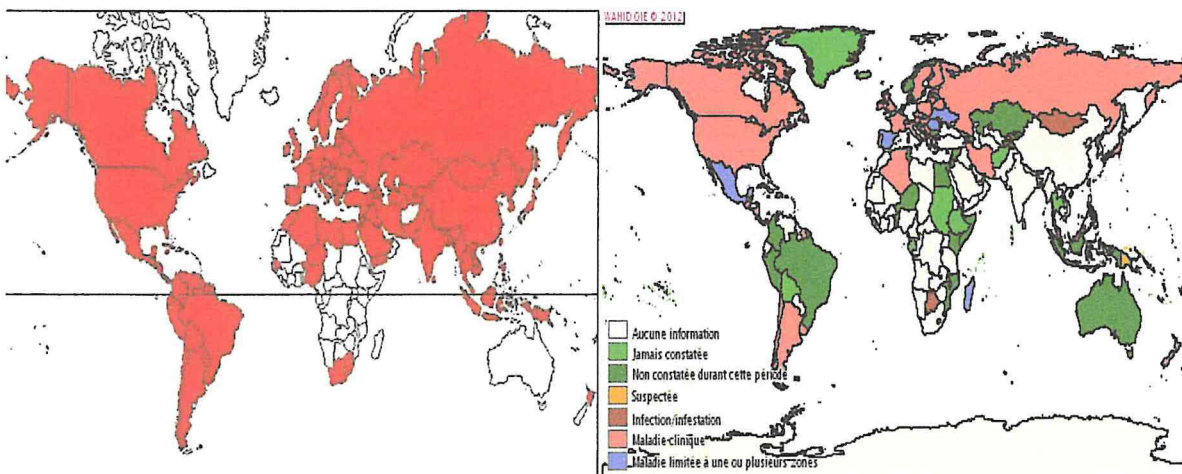 WAHID OIE © 2012
Aucune information
Jamais constatée
Non constatée durant cette période
Suspectée
Infection/infestation
Maladie clinique
Maladie limitée à une ou plusieurs zones